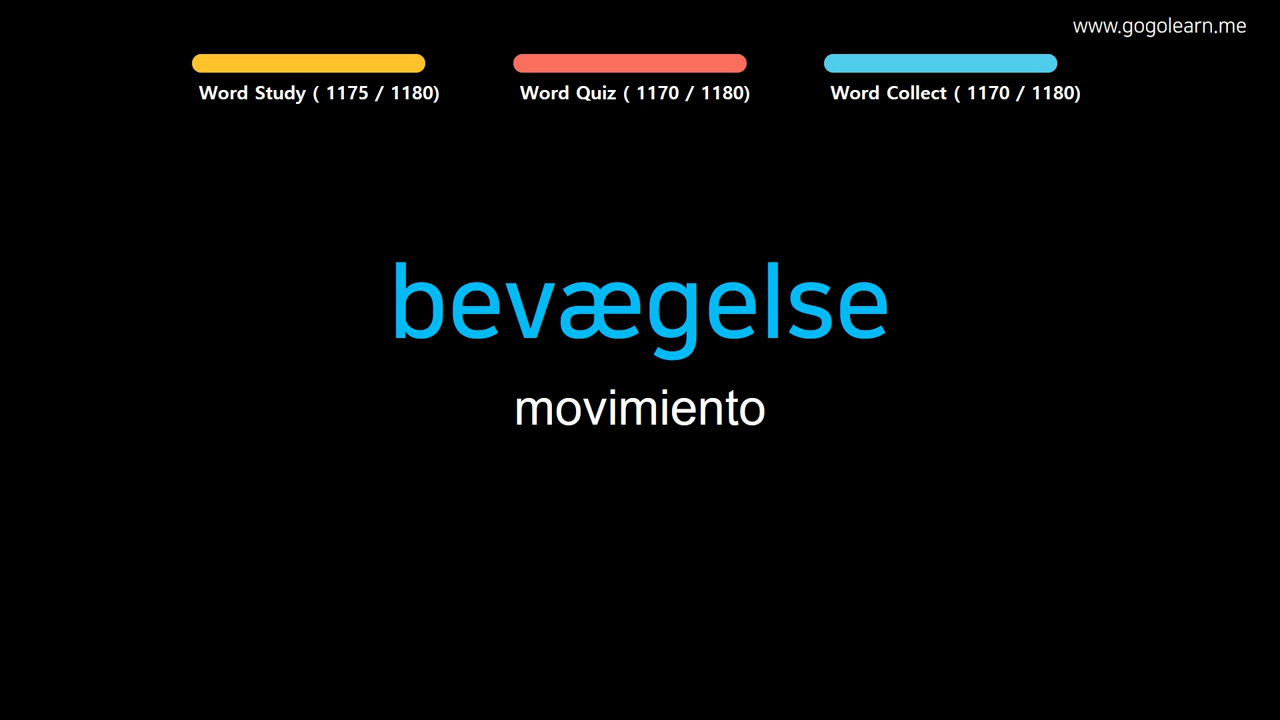 www.gogolearn.me
Word Study ( 1175 / 1180)
Word Quiz ( 1170 / 1180)
Word Collect ( 1170 / 1180)
bevægelse
movimiento